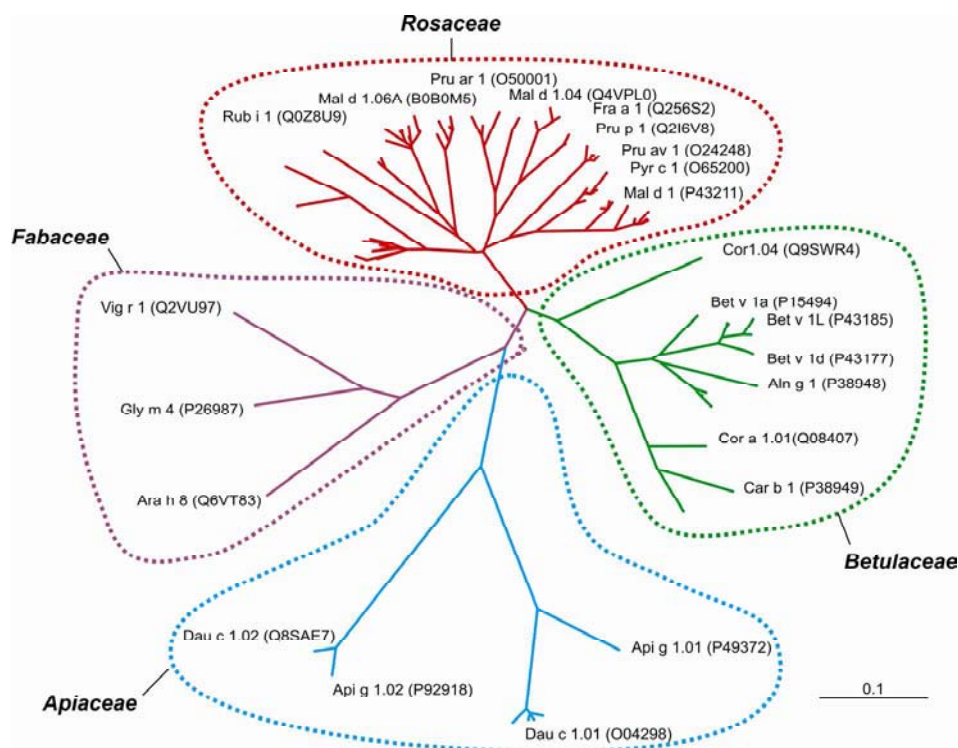 Rosaceae
Pru ar 1 (O50001)
Mal d 1.06A (B0B0M5)
Mal d 1.04 (Q4VPL0)
Rub i 1 (Q0Z8U9)
Fra a 1 (Q256S2)
Pru p 1 (Q2I6V8)
Pru av 1 (O24248)
Pyr c 1 (O65200)
Mal d 1 (P43211)
Fabaceae
Cor1.04 (Q9SWR4)
Vig r 1 (Q2VU97)
Bet v 1a (P15494)
Bet v 1L (P43185)
Bet v 1d (P43177)
Aln g 1 (P38948)
Gly m 4 (P26987)
Cor a 1.01(Q08407)
Ara h 8 (Q6VT83)
Car b 1 (P38949)
Betulaceae
Dau c 1.02 (Q8SAE7)
Api g 1.01 (P49372)
Api g 1.02 (P92918)
Apiaceae
0.1
Dau c 1.01 (O04298)